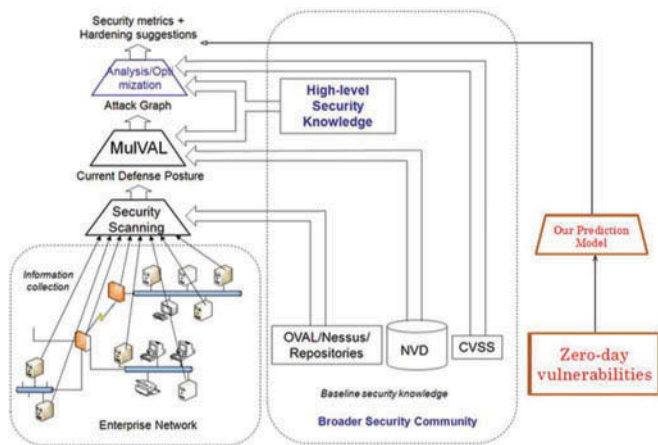 Security metrics +
Hardening suggestions
Analysis/Opti
mization
Attack Graph
MulVAL
Current Defense Posture
Security
Scanning
Information
collection
Enterprise Network
High-level
Security
Knowledge
OVAL/Nessus/
Repositories
NVD
CVSS
Baseline security knowledge
Broader Security Community
Our Prediction
Model
Zero-day
vulnerabilities